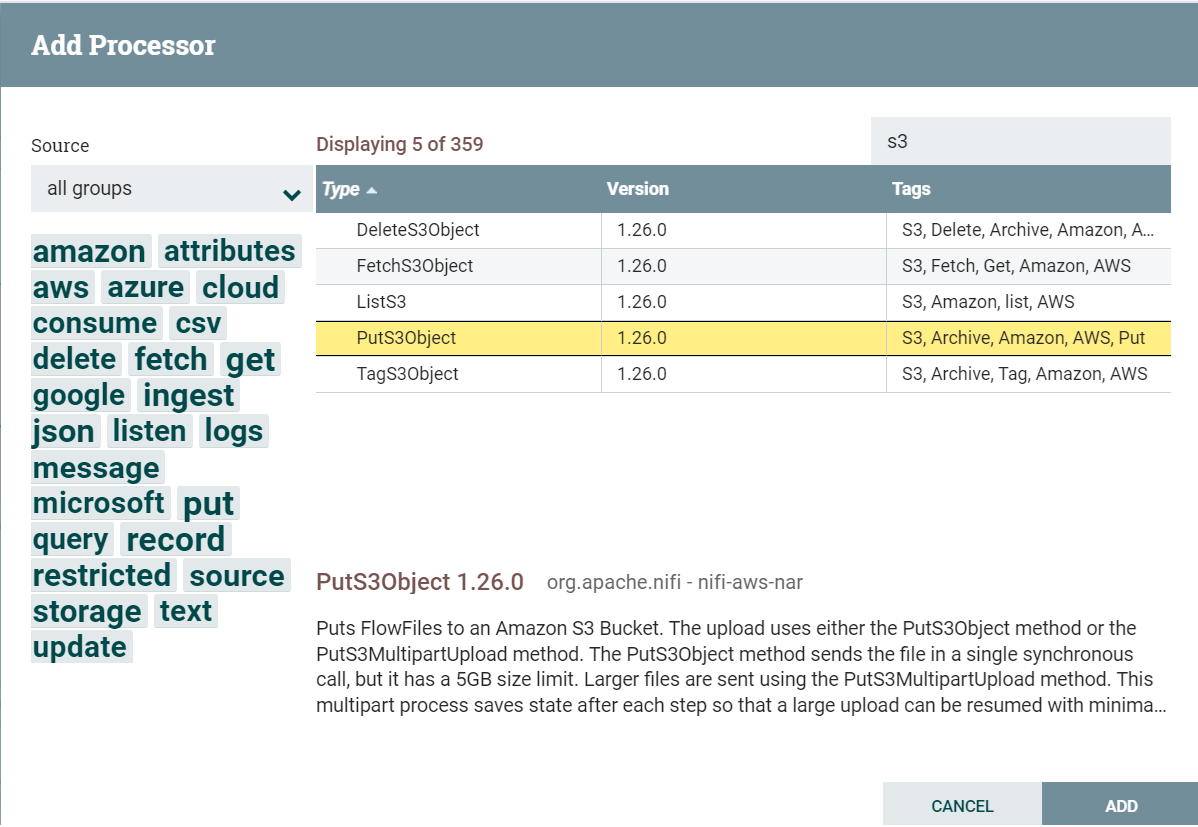 Add Processor
Source
Displaying 5 of 359
s3
all groups
Type Version Tags
DeleteS3Object 1.26.0 S3, Delete, Archive, Amazon, A...
FetchS3Object 1.26.0 S3, Fetch, Get, Amazon, AWS
ListS3 1.26.0 S3, Amazon, list, AWS
PutS3Object 1.26.0 S3, Archive, Amazon, AWS, Put
TagS3Object 1.26.0 S3, Archive, Tag, Amazon, AWS
amazon attributes
aws azure cloud
consume csv
delete fetch get
google ingest
json listen logs
message
microsoft put
query record
restricted source
storage text
update
PutS3Object 1.26.0 org.apache.nifi - nifi-aws-nar
Puts FlowFiles to an Amazon S3 Bucket. The upload uses either the PutS3Object method or the
PutS3MultipartUpload method. The PutS3Object method sends the file in a single synchronous
call, but it has a 5GB size limit. Larger files are sent using the PutS3MultipartUpload method. This
multipart process saves state after each step so that a large upload can be resumed with minima...
CANCEL ADD